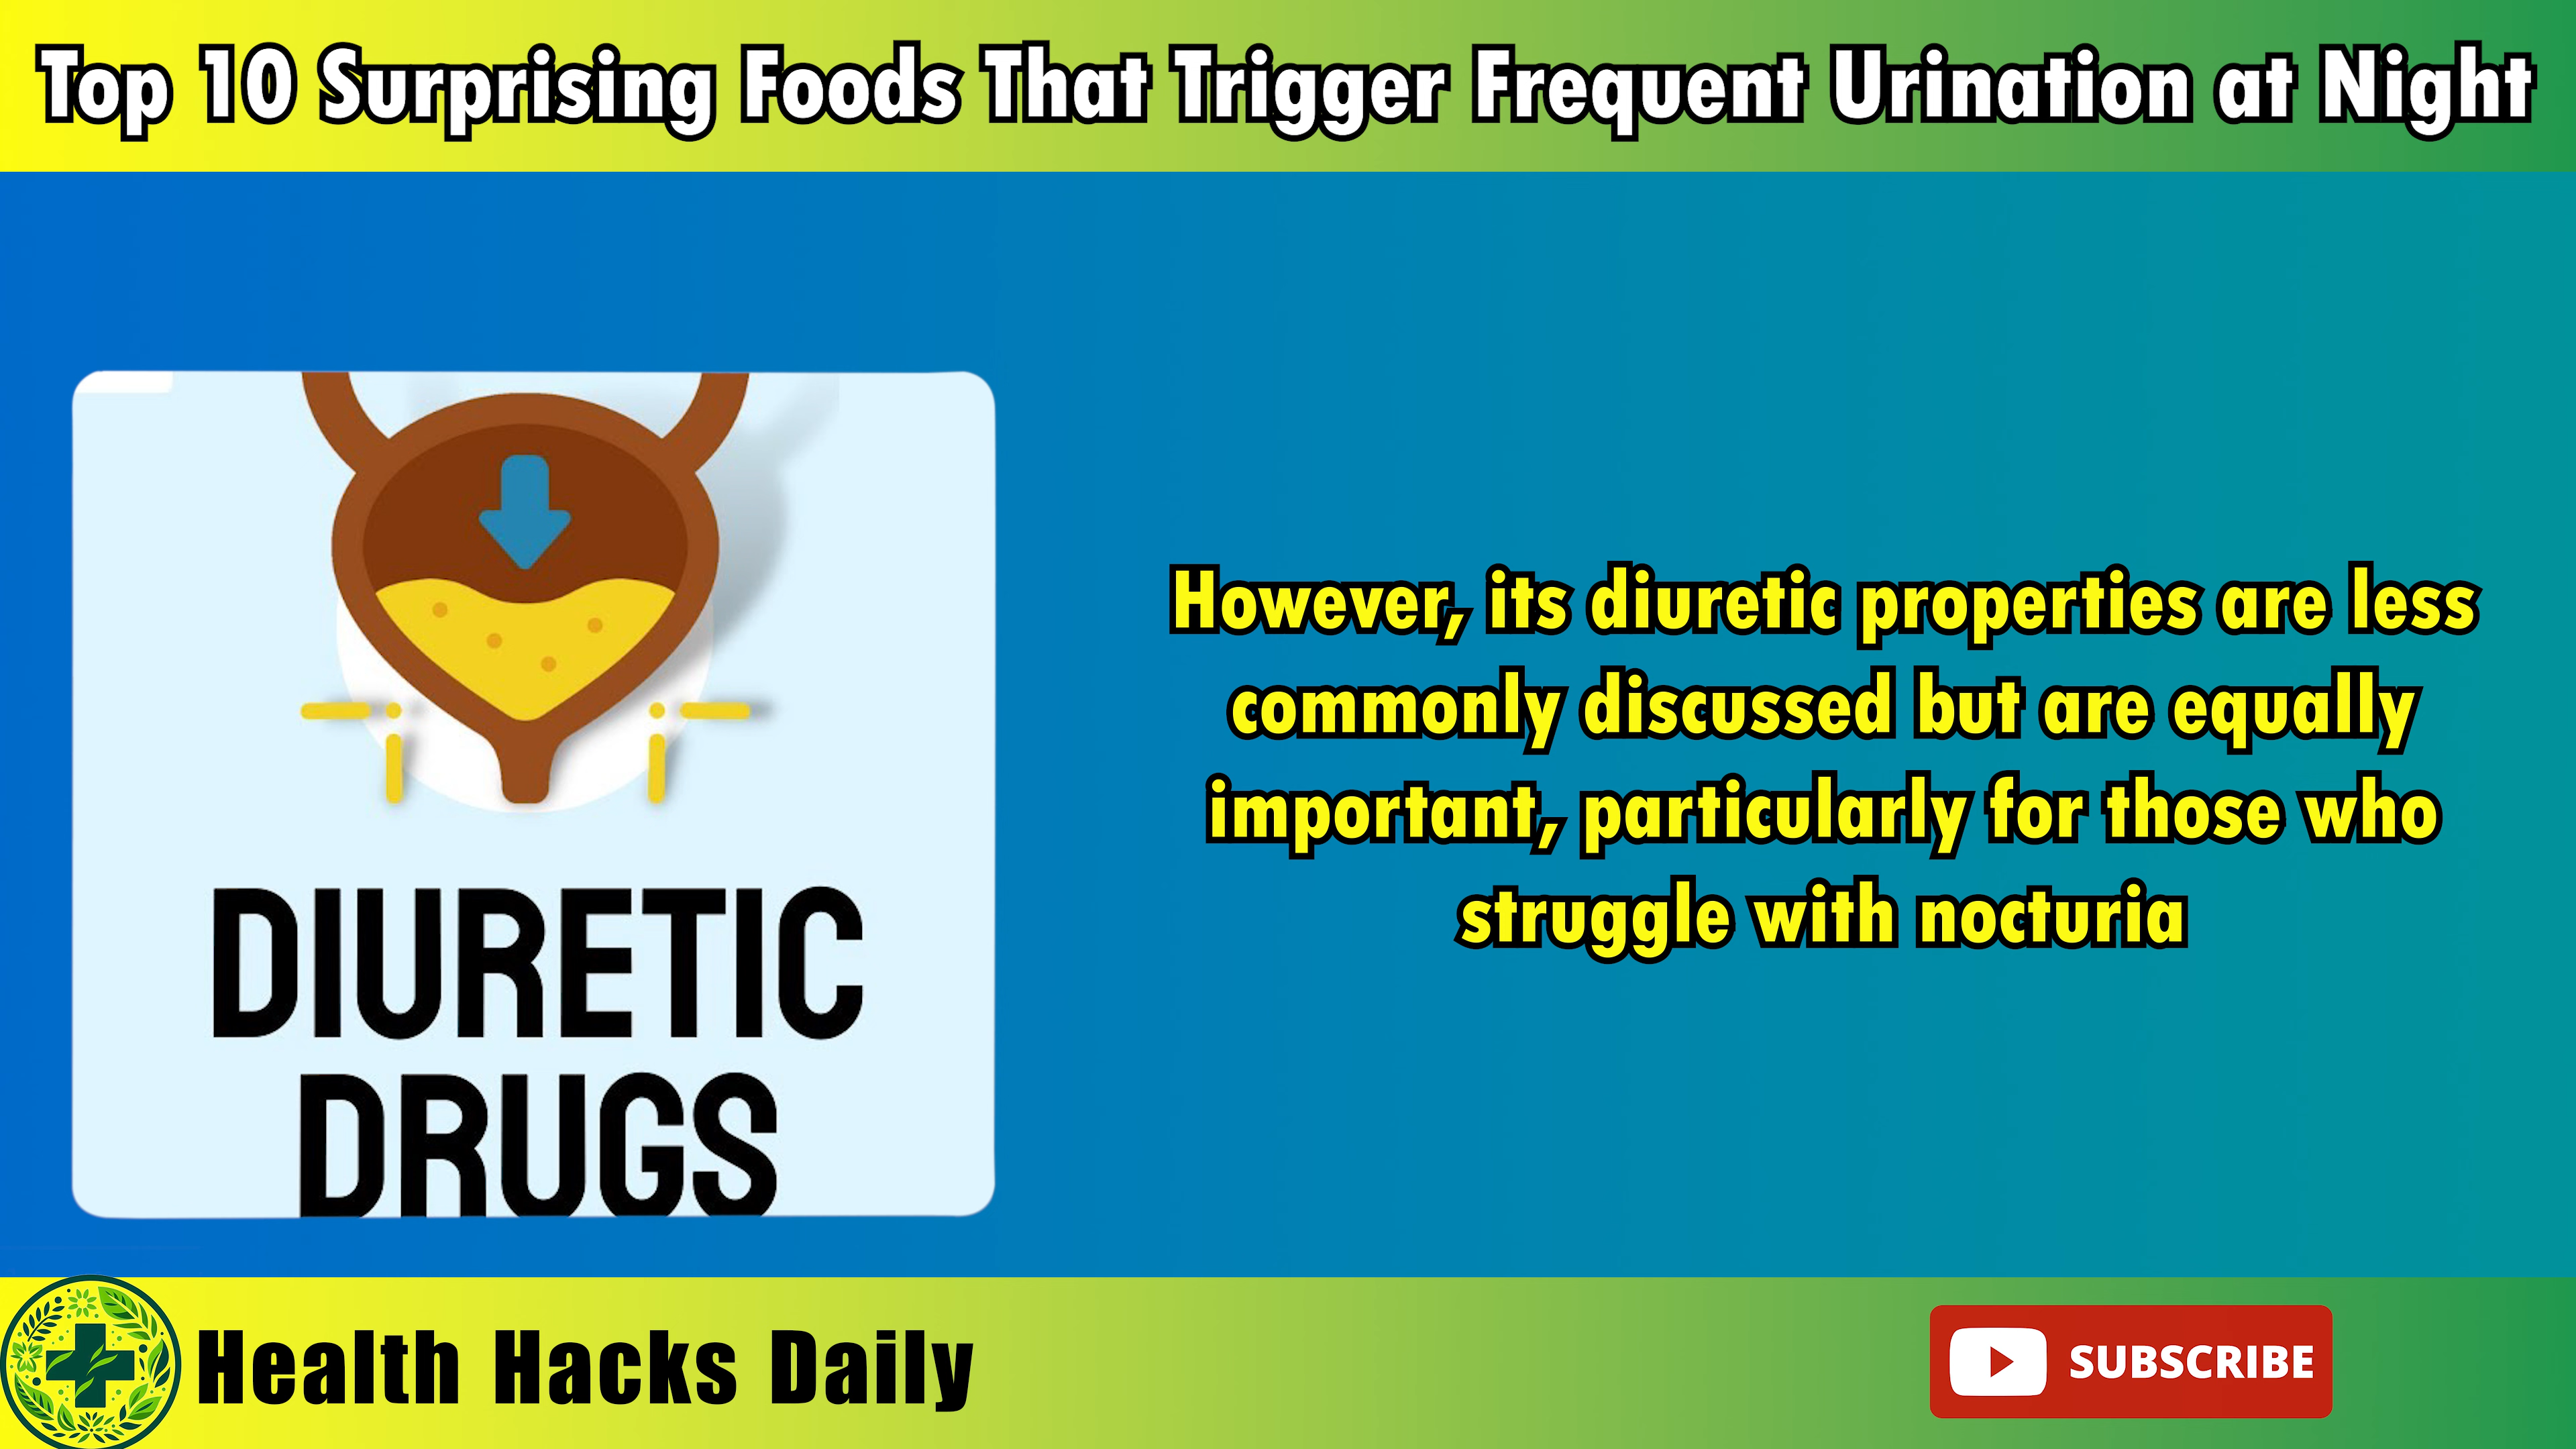 Top 10 Surprising Foods That Trigger Frequent Urination at Night
However, its diuretic properties are less
commonly discussed but are equally
important, particularly for those who
struggle with nocturia
DIURETIC
DRUGS
Health Hacks Daily
SUBSCRIBE